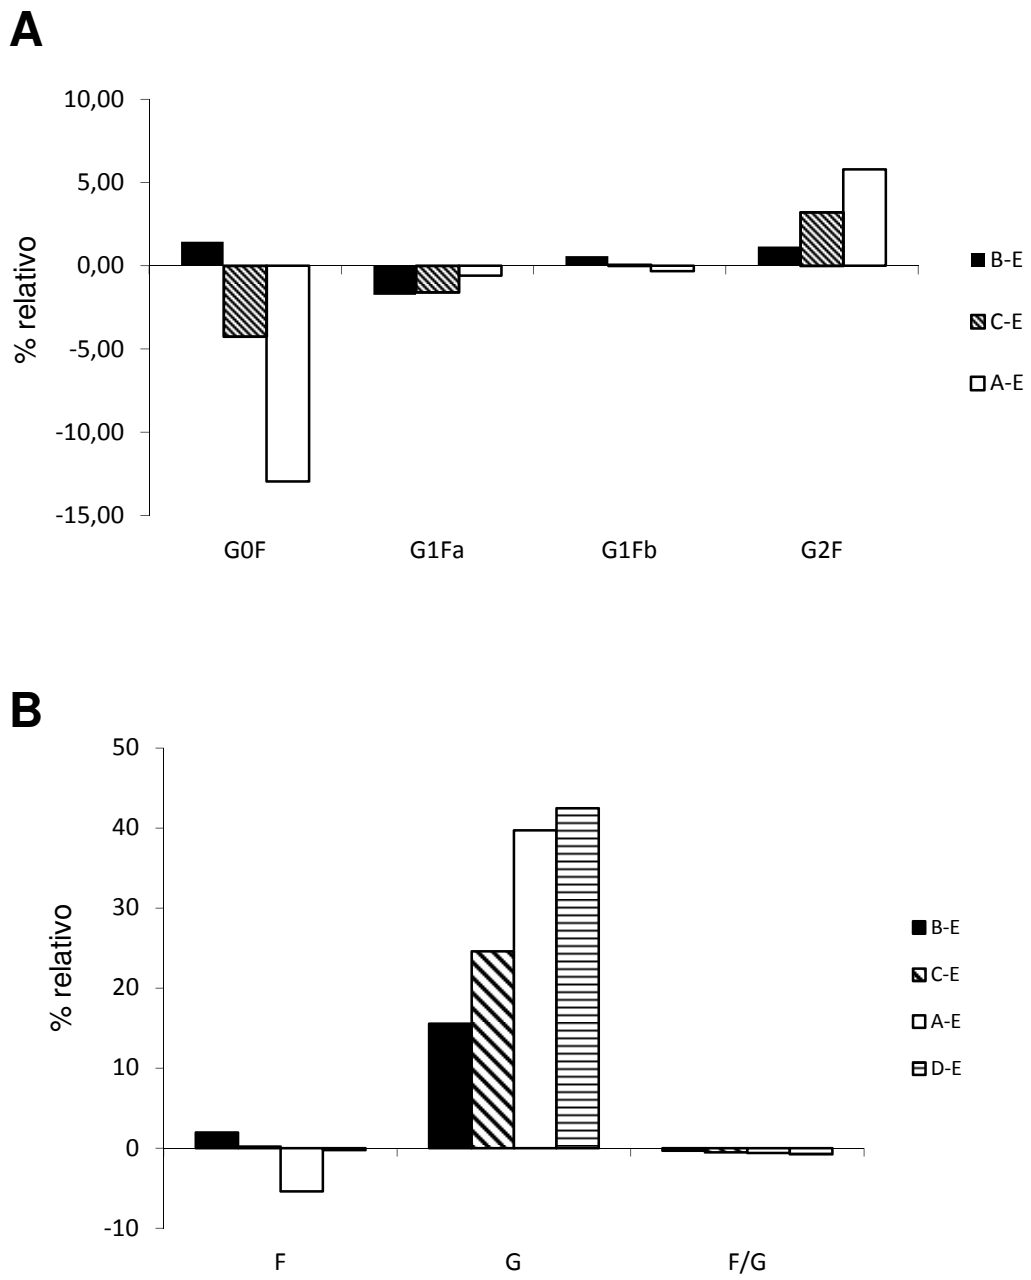 A
10,00
5,00
0,00
-5,00
-10,00
-15,00
% relativo
G0F
G1Fa
G1Fb
G2F
B-E
C-E
A-E
B
50
40
30
20
10
0
-10
% relativo
F
G
F/G
B-E
C-E
A-E
D-E